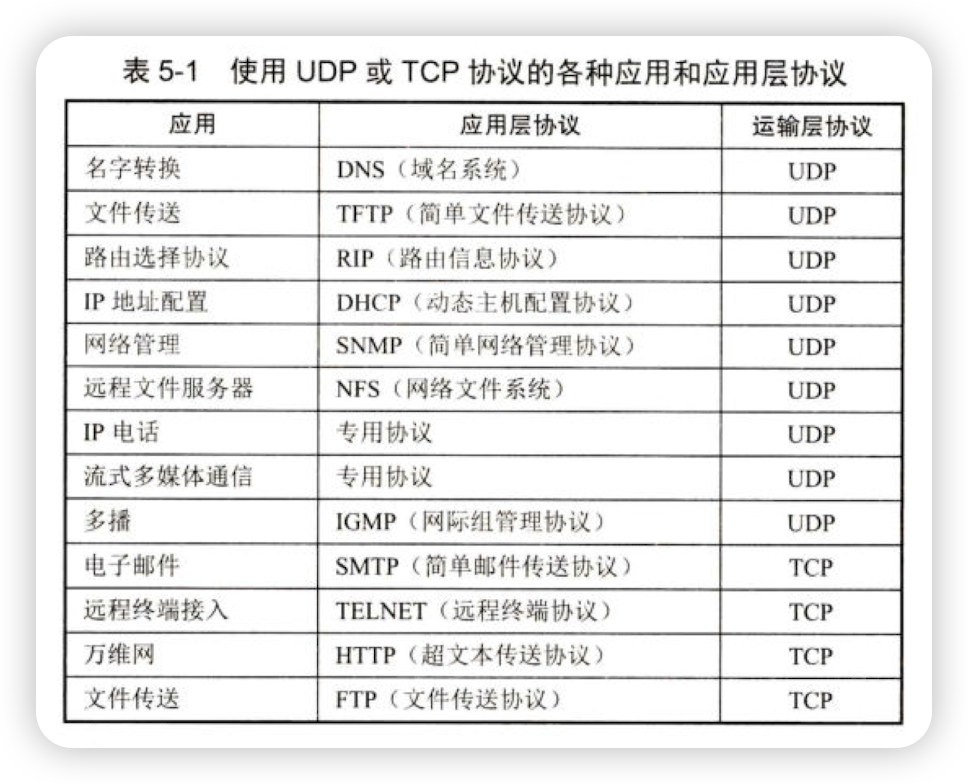 表 5-1 使用 UDP 或 TCP 协议的各种应用和应用层协议
应用 应用层协议 运输层协议
名字转换 DNS（域名系统） UDP
文件传送 TFTP（简单文件传送协议） UDP
路由选择协议 RIP（路由信息协议） UDP
IP 地址配置 DHCP（动态主机配置协议） UDP
网络管理 SNMP（简单网络管理协议） UDP
远程文件服务器 NFS（网络文件系统） UDP
IP 电话 专用协议 UDP
流式多媒体通信 专用协议 UDP
多播 IGMP（网际组管理协议） UDP
电子邮件 SMTP（简单邮件传送协议） TCP
远程终端接入 TELNET（远程终端协议） TCP
万维网 HTTP（超文本传送协议） TCP
文件传送 FTP（文件传送协议） TCP